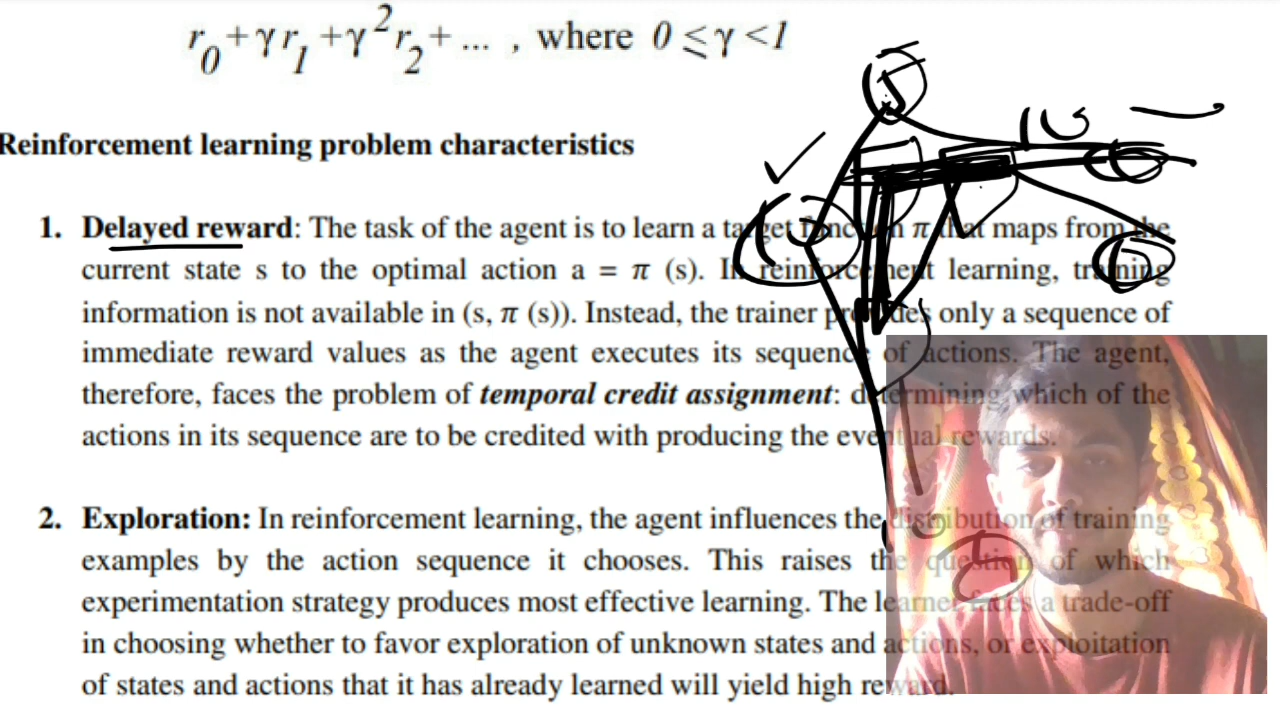 r₀+γr₁+γ²r₂+ ... , where 0≤γ<1
Reinforcement learning problem characteristics
1. Delayed reward: The task of the agent is to learn a target function π that maps from the
current state s to the optimal action a = π (s). In reinforcement learning, training
information is not available in (s, π (s)). Instead, the trainer provides only a sequence of
immediate reward values as the agent executes its sequence of actions. The agent,
therefore, faces the problem of temporal credit assignment: determining which of the
actions in its sequence are to be credited with producing the eventual rewards.
2. Exploration: In reinforcement learning, the agent influences the distribution of training
examples by the action sequence it chooses. This raises the question of which
experimentation strategy produces most effective learning. The learner faces a trade-off
in choosing whether to favor exploration of unknown states and actions, or exploitation
of states and actions that it has already learned will yield high reward.